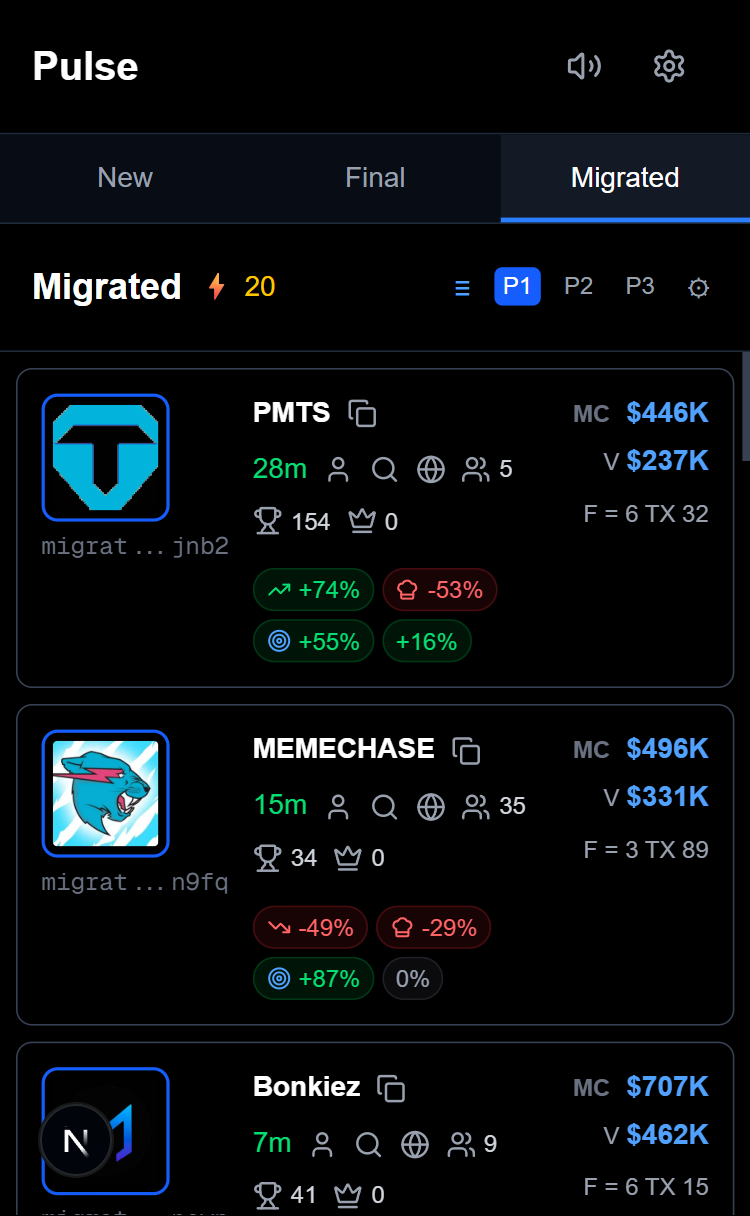 Pulse
New Final Migrated
Migrated 20 P1 P2 P3
PMTS MC $446K
28m 5 V $237K
154 0 F = 6 TX 32
migrat...jnb2
+74% -53%
+55% +16%
MEMECHASE MC $496K
15m 35 V $331K
34 0 F = 3 TX 89
migrat...n9fq
-49% -29%
+87% 0%
Bonkiez MC $707K
N
7m 9 V $462K
41 0 F = 6 TX 15